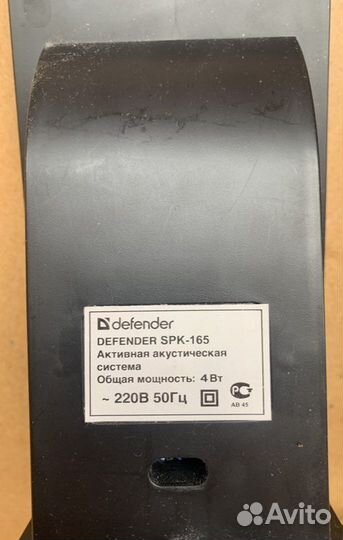 defender
DEFENDER SPK-165
Активная акустическая
система
Общая мощность: 4 Вт
~ 220В 50Гц
АВ 45
Avito